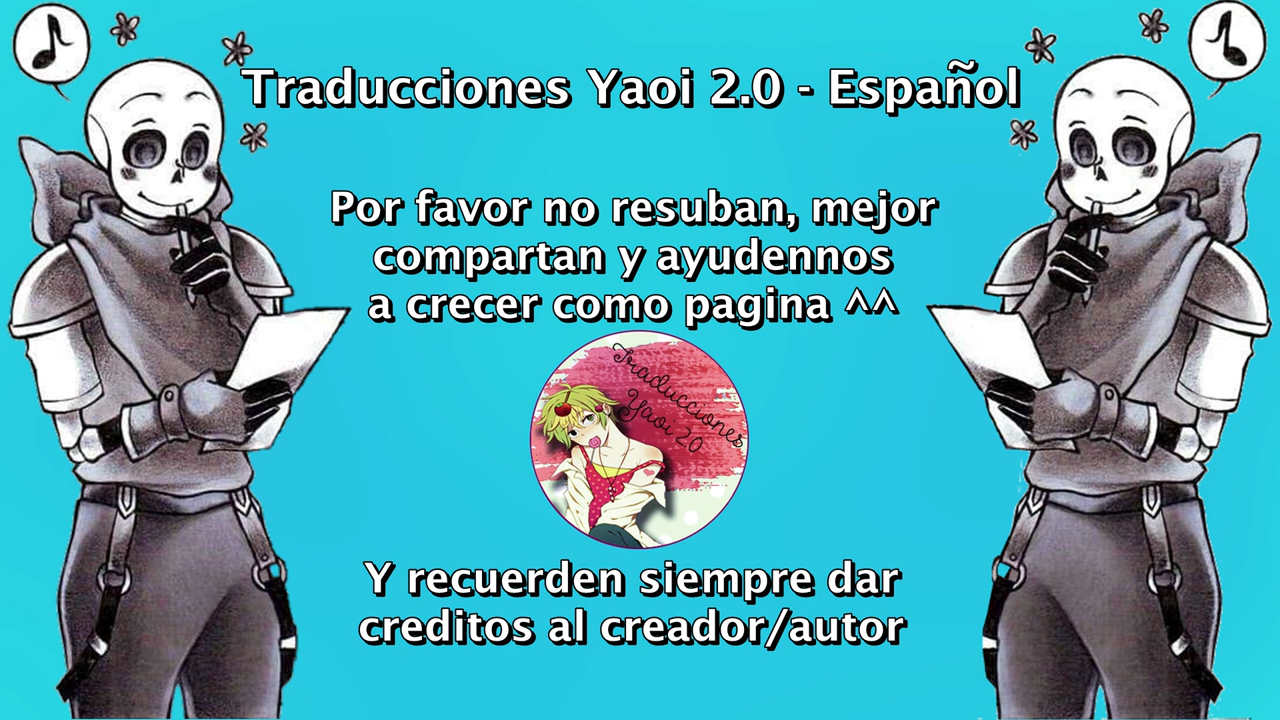 Traducciones Yaoi 2.0 - Español
Por favor no resuban, mejor
compartan y ayudennos
a crecer como pagina ^^
Traducciones
Yaoi 2.0
Y recuerden siempre dar
creditos al creador/autor